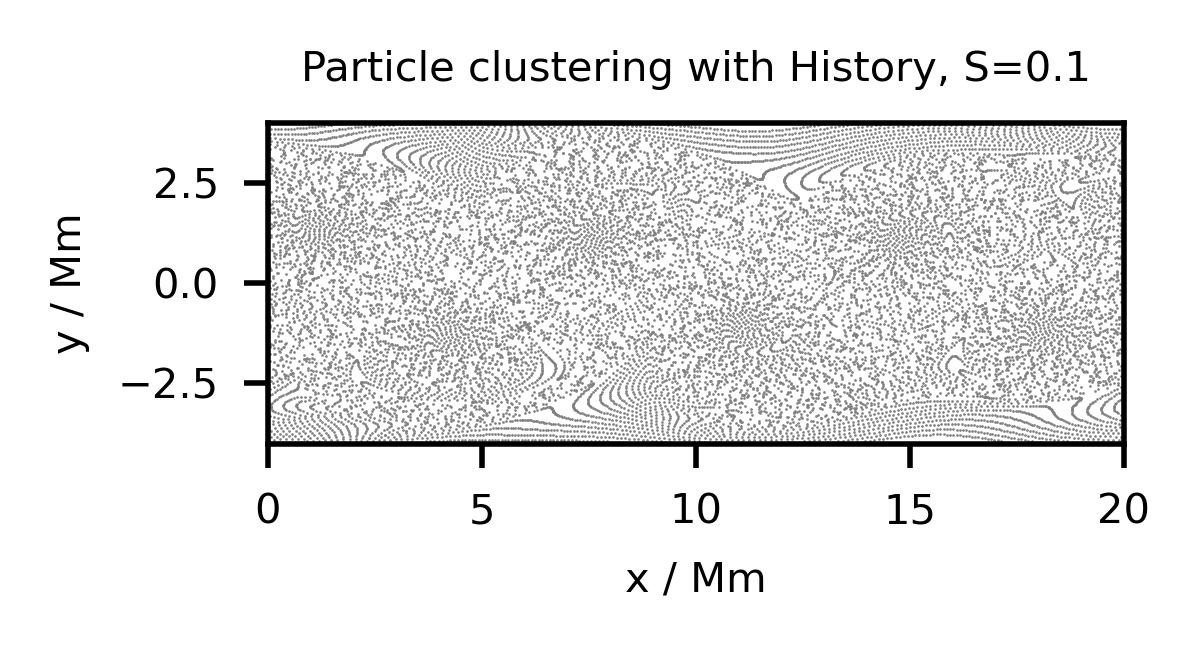 Particle clustering with History, S=0.1
y / Mm
2.5
0.0
−2.5
0 5 10 15 20
x / Mm